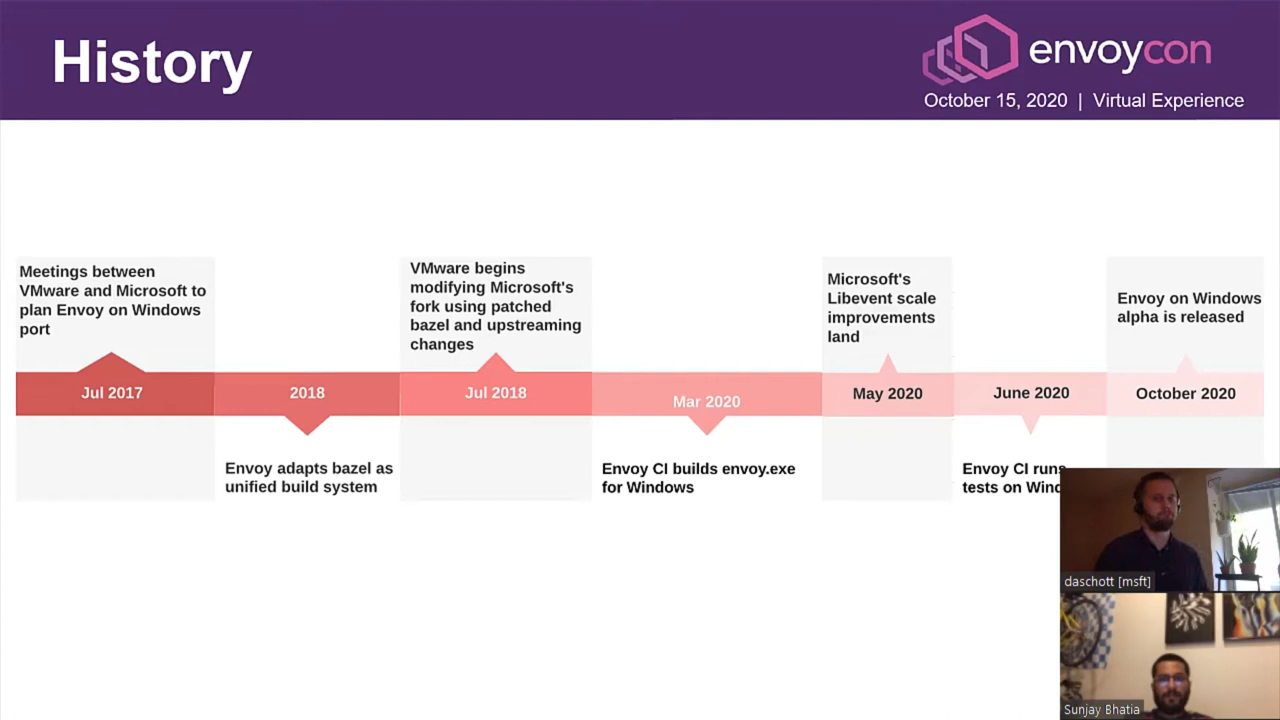 History
envoycon
October 15, 2020 | Virtual Experience
Meetings between
VMware and Microsoft to
plan Envoy on Windows
port
VMware begins
modifying Microsoft's
fork using patched
bazel and upstreaming
changes
Microsoft's
Libevent scale
improvements
land
Envoy on Windows
alpha is released
Jul 2017
2018
Jul 2018
Mar 2020
May 2020
June 2020
October 2020
Envoy adapts bazel as
unified build system
Envoy CI builds envoy.exe
for Windows
Envoy CI runs
tests on
daschott [msft]
Sunjay Bhatia